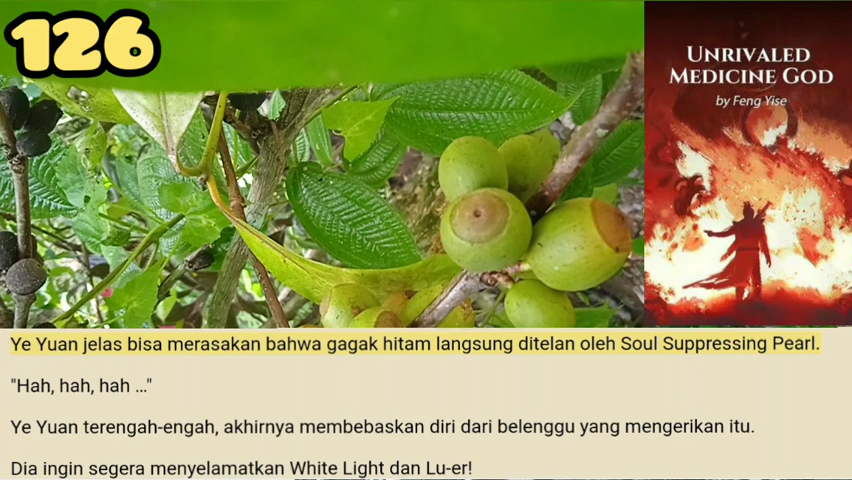 126
UNRIVALED
MEDICINE GOD
by Feng Yise
Ye Yuan jelas bisa merasakan bahwa gagak hitam langsung ditelan oleh Soul Suppressing Pearl.
"Hah, hah, hah ..."
Ye Yuan terengah-engah, akhirnya membebaskan diri dari belenggu yang mengerikan itu.
Dia ingin segera menyelamatkan White Light dan Lu-er!